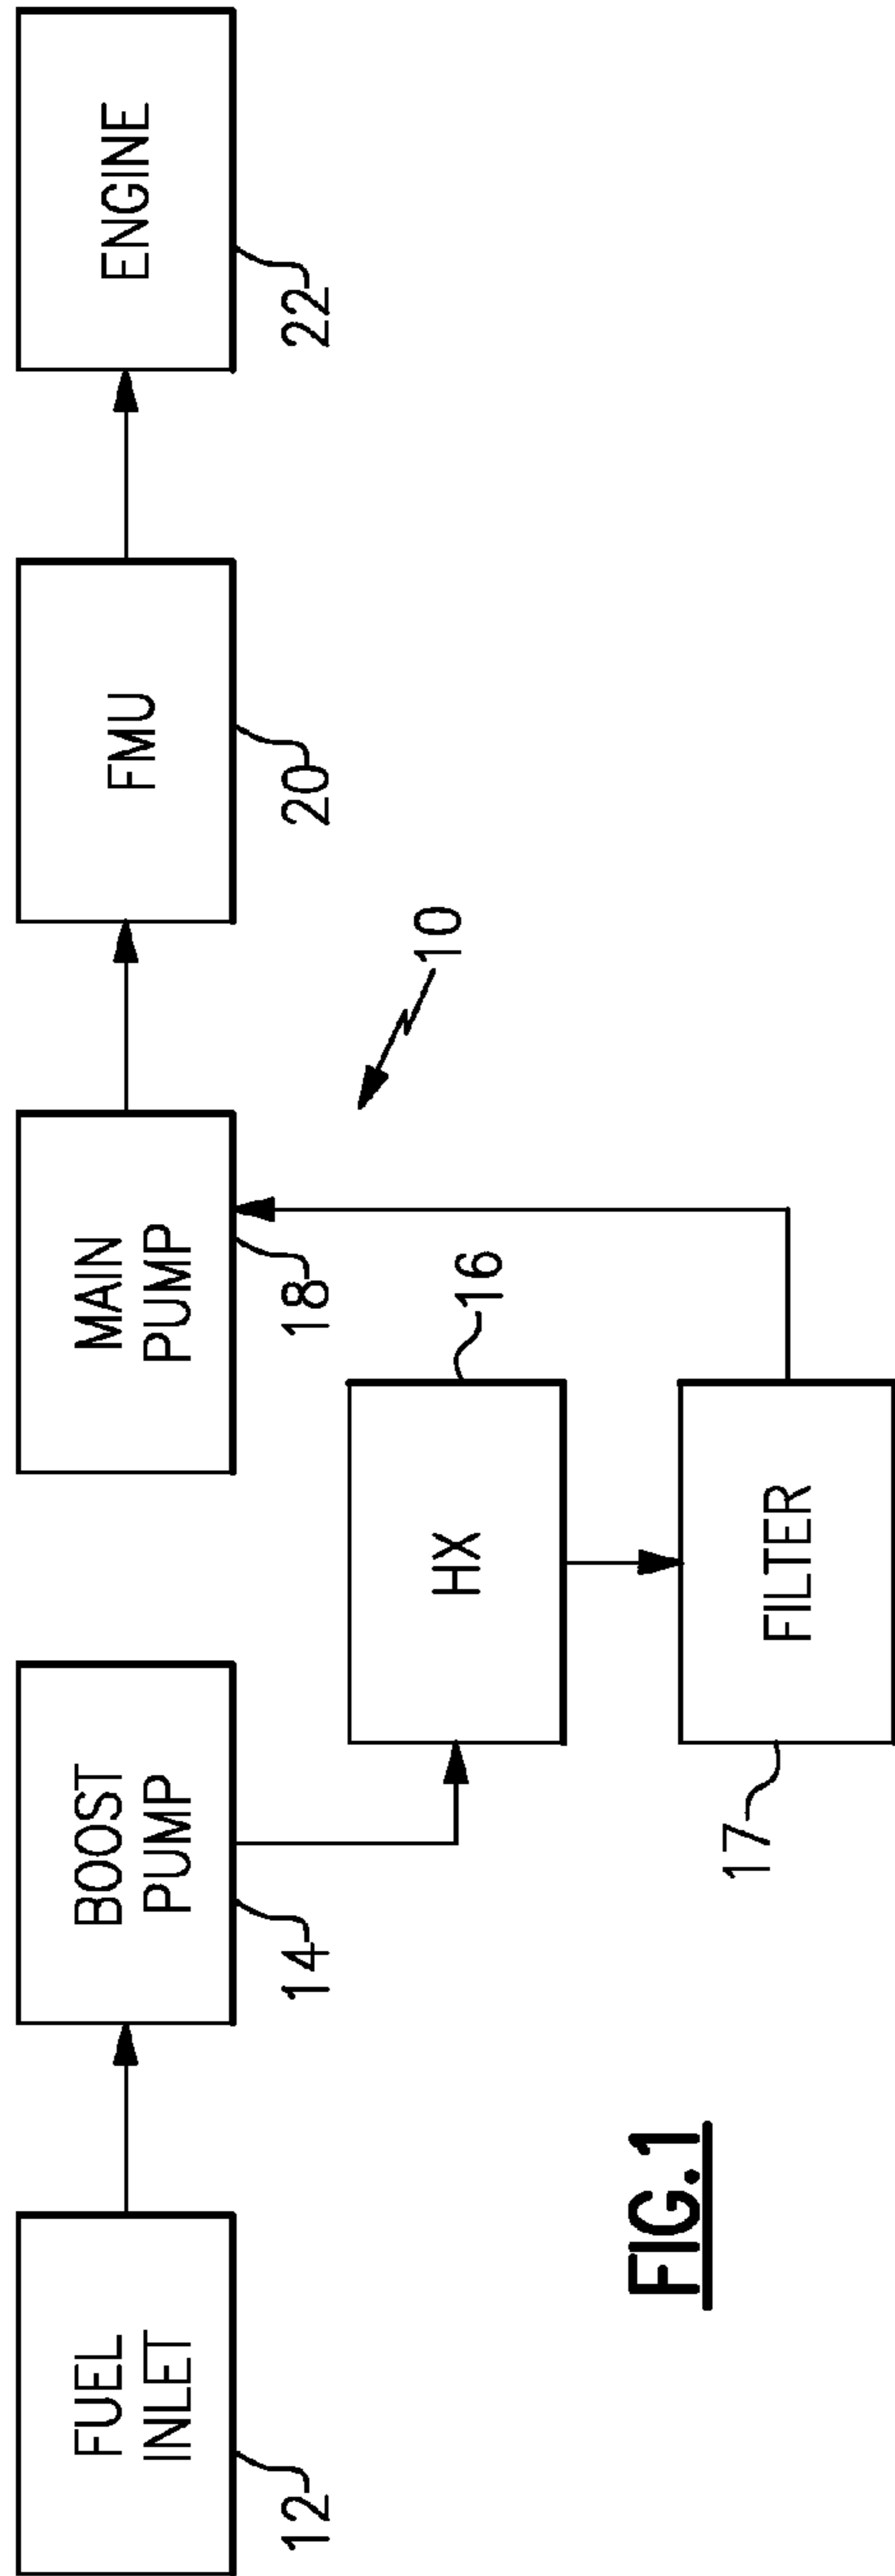 FUEL
INLET
12
BOOST
PUMP
14
MAIN
PUMP
18
FMU
20
ENGINE
22
10
HX
16
FILTER
17
FIG.1